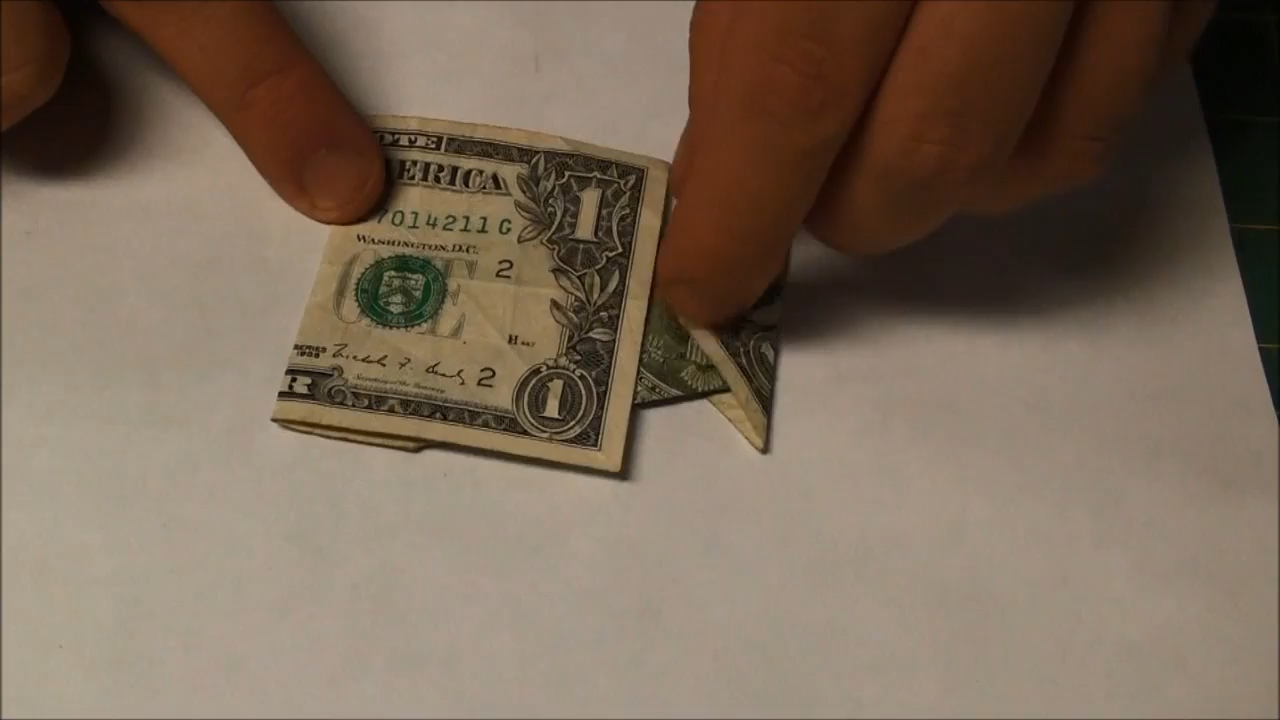 OTE
ERICA
1
7014211 G
WASHINGTON, D.C.
2
SERIES
2
R
1